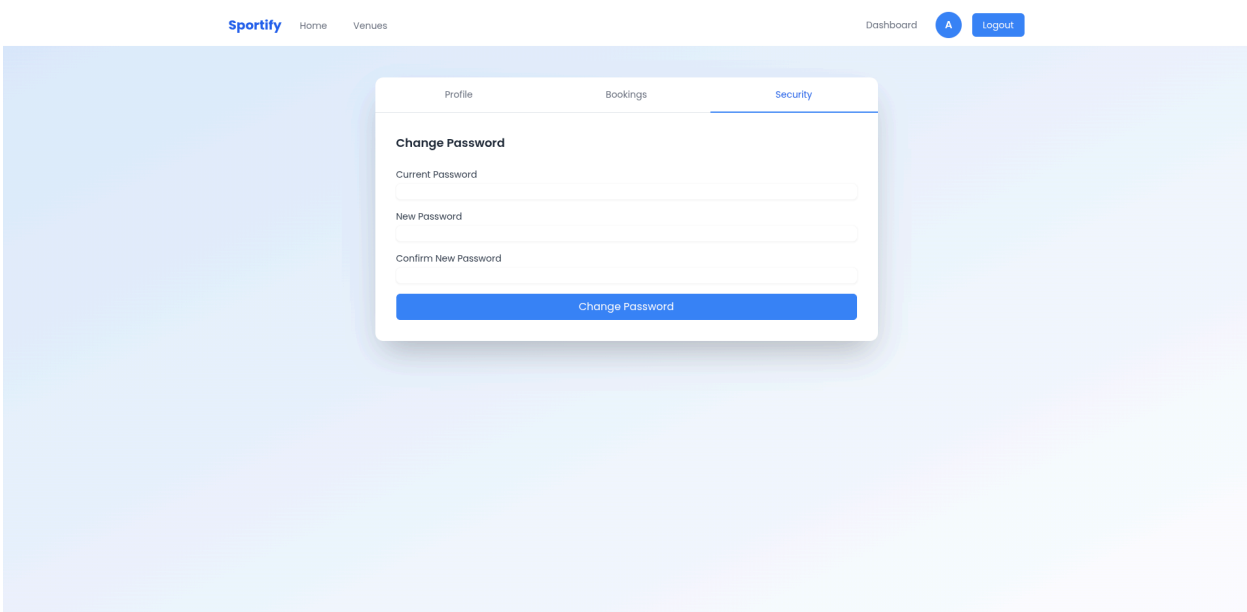 Sportify Home Venues Dashboard A Logout
Profile Bookings Security
Change Password
Current Password
New Password
Confirm New Password
Change Password